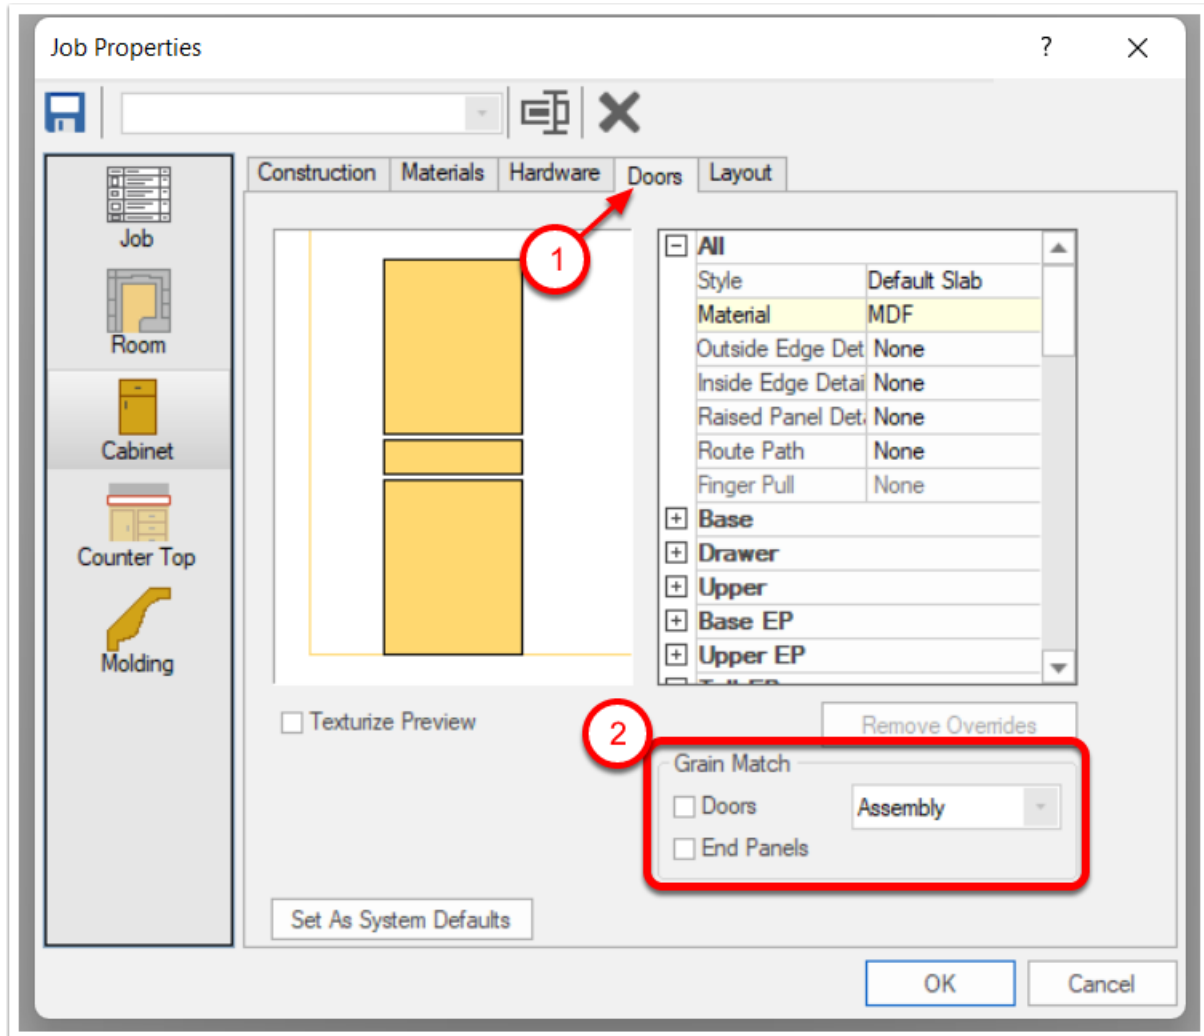 Job Properties ?
Construction Materials Hardware Doors Layout
Job
Room
Cabinet
Counter Top
Molding
1
All
Style Default Slab
Material MDF
Outside Edge Det None
Inside Edge Detai None
Raised Panel Det None
Route Path None
Finger Pull None
Base
Drawer
Upper
Base EP
Upper EP
Texturize Preview
Remove Overrides
2
Grain Match
Doors Assembly
End Panels
Set As System Defaults
OK Cancel